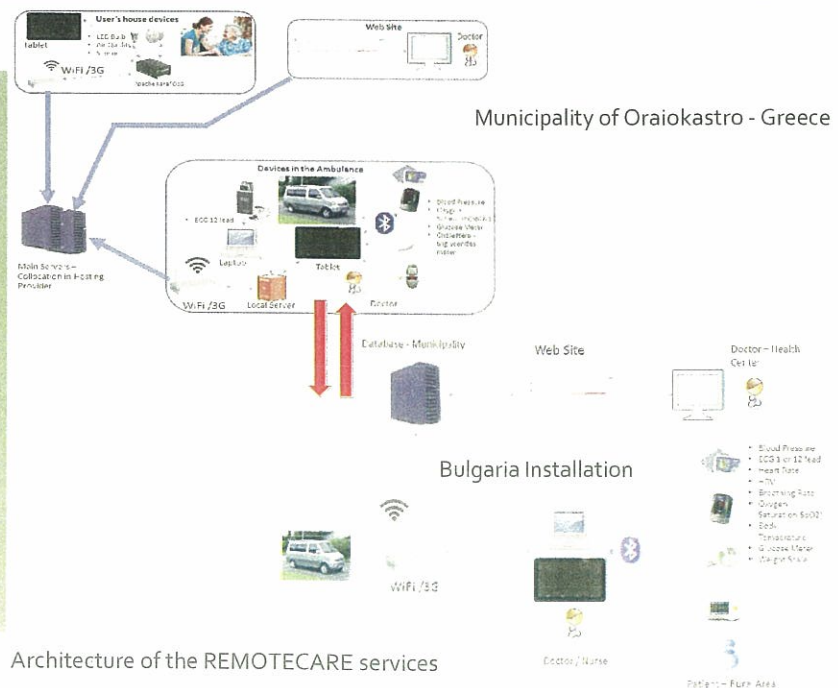 User's house devices
Tablet
LED Bulb
WiFi /3G
Web Site
Doctor
Municipality of Oraiokastro - Greece
Devices in the Ambulance
ECG 12 lead
Laptop
Tablet
WiFi /3G
Local Server
Doctor
Blood Pressure
Glucose Meter
Main Servers –
Collocation in Hosting
Provider
Database - Municipality
Web Site
Doctor – Health
Center
Bulgaria Installation
Blood Pressure
ECG 1 or 12 lead
Heart Rate
Breathing Rate
Oxygen
Body
Temperature
Glucose Meter
Weight Scale
WiFi /3G
Doctor / Nurse
Architecture of the REMOTECARE services
Patient – Rural Area